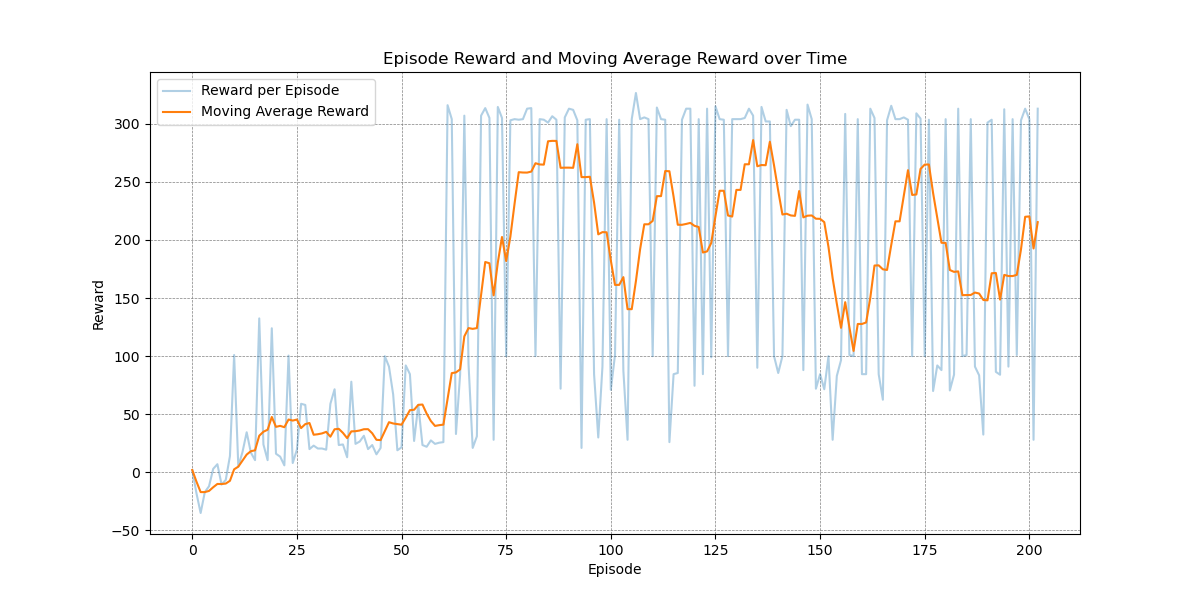 Episode Reward and Moving Average Reward over Time
Reward per Episode
Moving Average Reward
Reward
300
250
200
150
100
50
0
−50
0 25 50 75 100 125 150 175 200
Episode